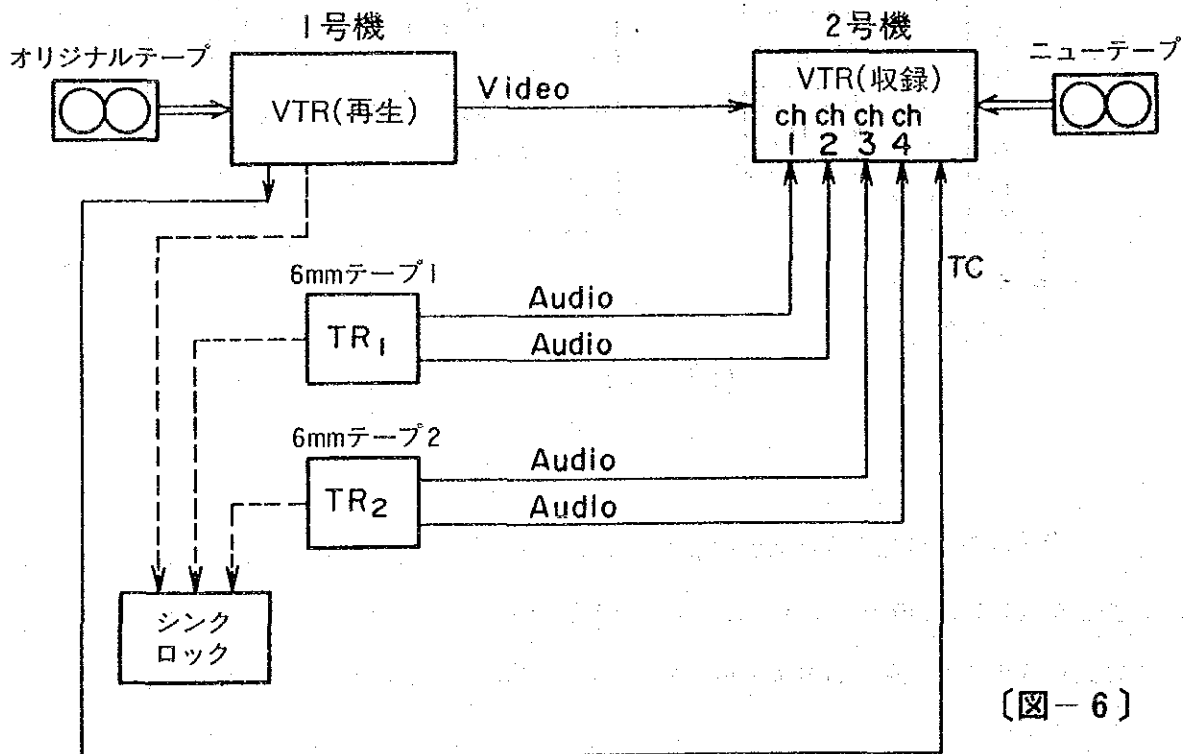 1号機
2号機
オリジナルテープ
ニューテープ
VTR(再生)
Video
VTR(収録)
ch ch ch ch
1 2 3 4
TC
6mmテープ1
TR1
Audio
Audio
6mmテープ2
TR2
Audio
Audio
シンク
ロック
〔図-6〕